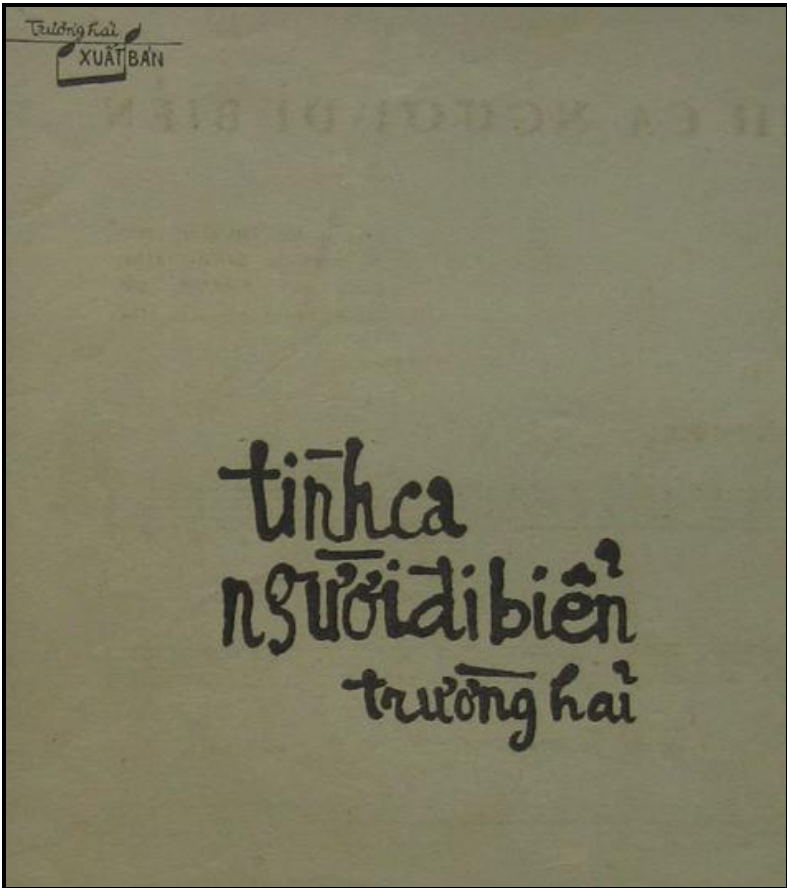 Trường hải
XUẤT BẢN
tình ca
người đi biển
trường hải